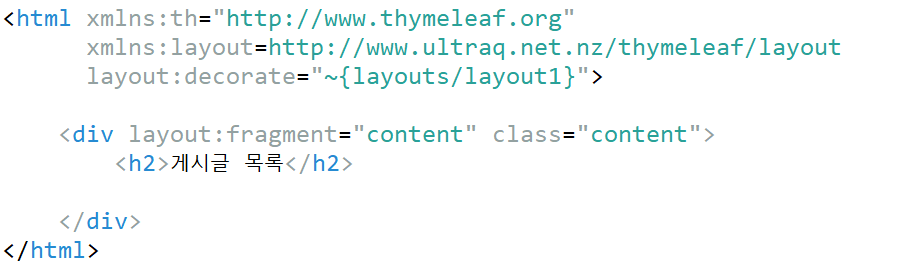 <html xmlns:th="http://www.thymeleaf.org"
xmlns:layout=http://www.ultraq.net.nz/thymeleaf/layout
layout:decorate="~{layouts/layout1}">
<div layout:fragment="content" class="content">
<h2>게시글 목록</h2>
</div>
</html>